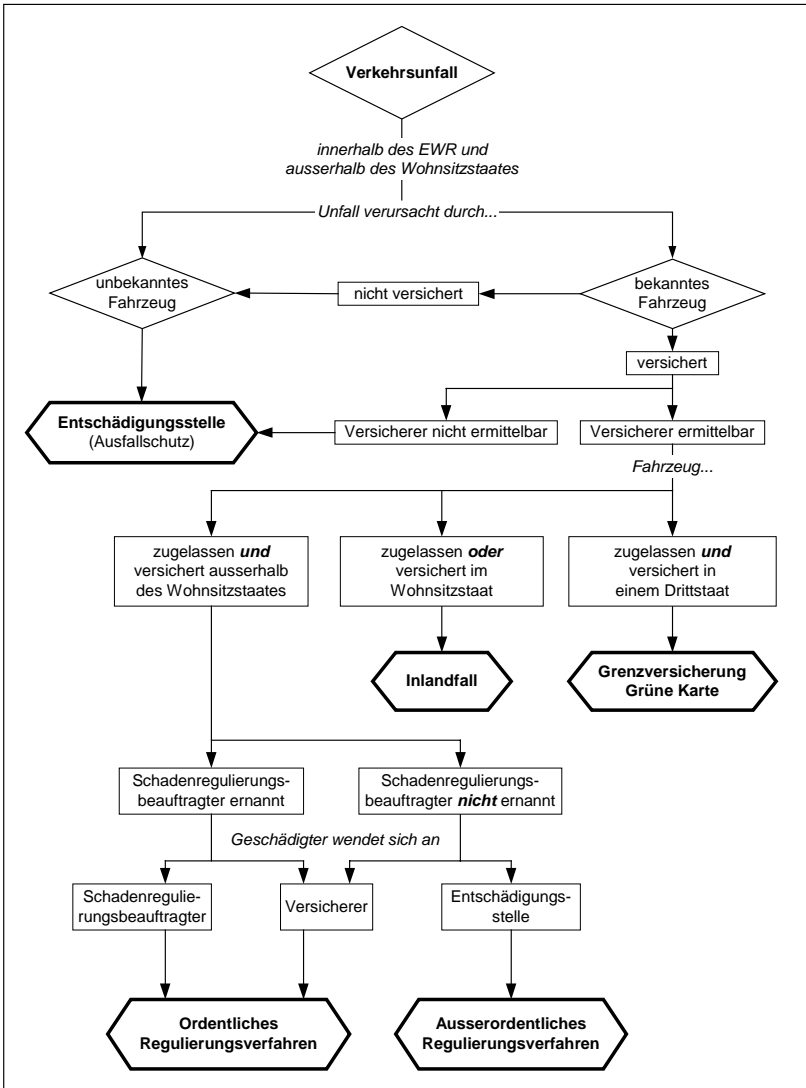 Verkehrsunfall
innerhalb des EWR und
ausserhalb des Wohnsitzstaates
Unfall verursacht durch...
unbekanntes
Fahrzeug
nicht versichert
bekanntes
Fahrzeug
versichert
Entschädigungsstelle
(Ausfallschutz)
Versicherer nicht ermittelbar
Versicherer ermittelbar
Fahrzeug...
zugelassen und
versichert ausserhalb
des Wohnsitzstaates
zugelassen oder
versichert im
Wohnsitzstaat
zugelassen und
versichert in
einem Drittstaat
Inlandfall
Grenzversicherung
Grüne Karte
Schadenregulierungs-
beauftragter ernannt
Schadenregulierungs-
beauftragter nicht ernannt
Geschädigter wendet sich an
Schadenregulie-
rungsbeauftragter
Versicherer
Entschädigungs-
stelle
Ordentliches
Regulierungsverfahren
Ausserordentliches
Regulierungsverfahren